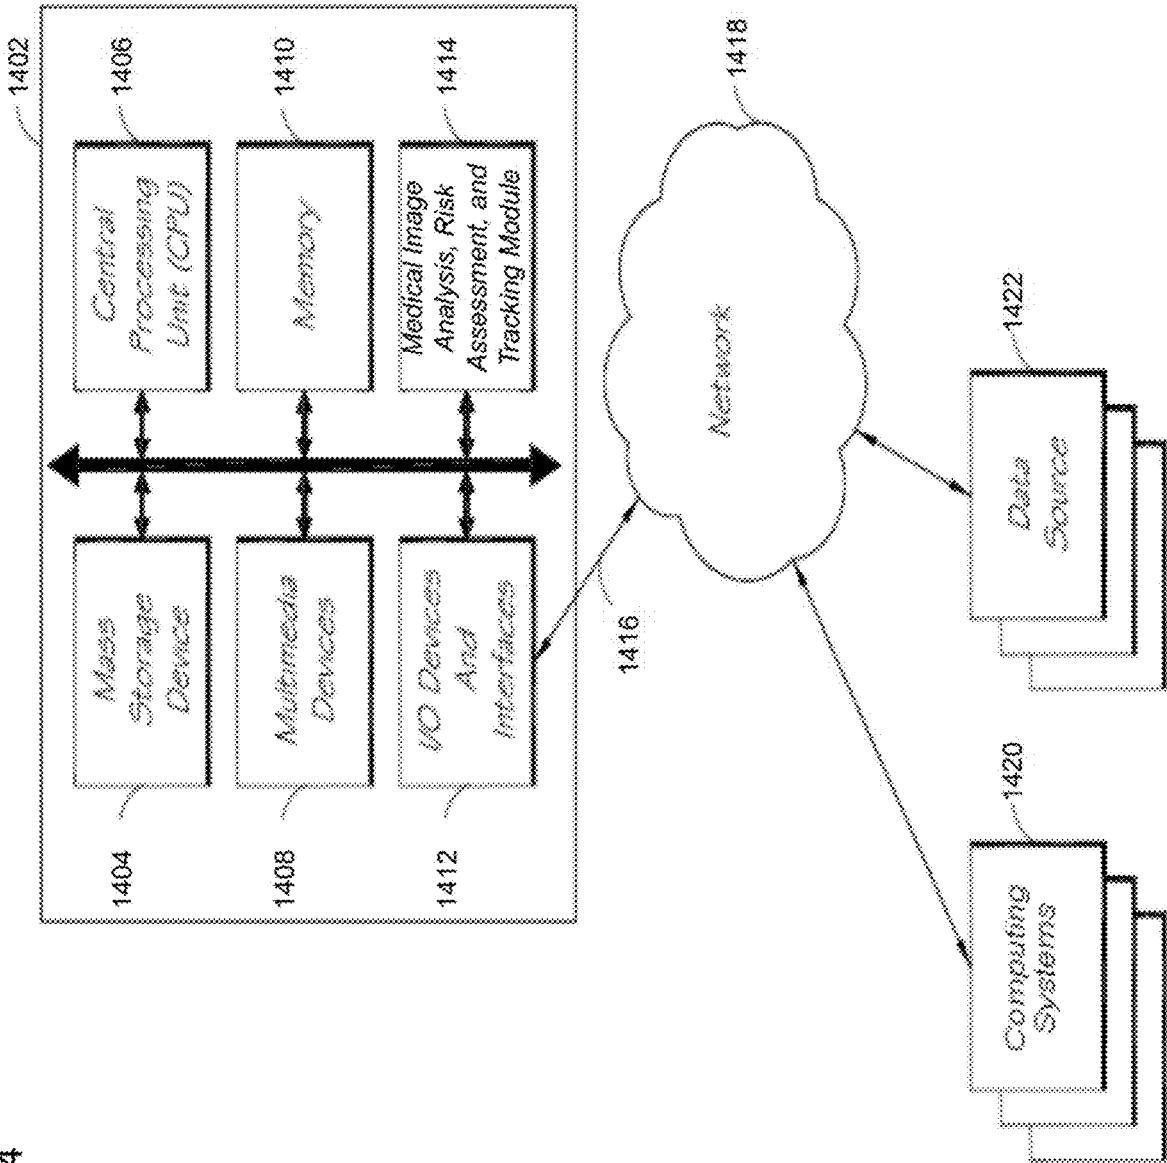 1402
1404
Mass
Storage
Device
Central
Processing
Unit (CPU)
1406
1408
Multimedia
Devices
Memory
1410
1412
I/O Devices
And
Interfaces
Medical Image
Analysis, Risk
Assessment, and
Tracking Module
1414
1416
Network
1418
Computing
Systems
1420
Data
Source
1422